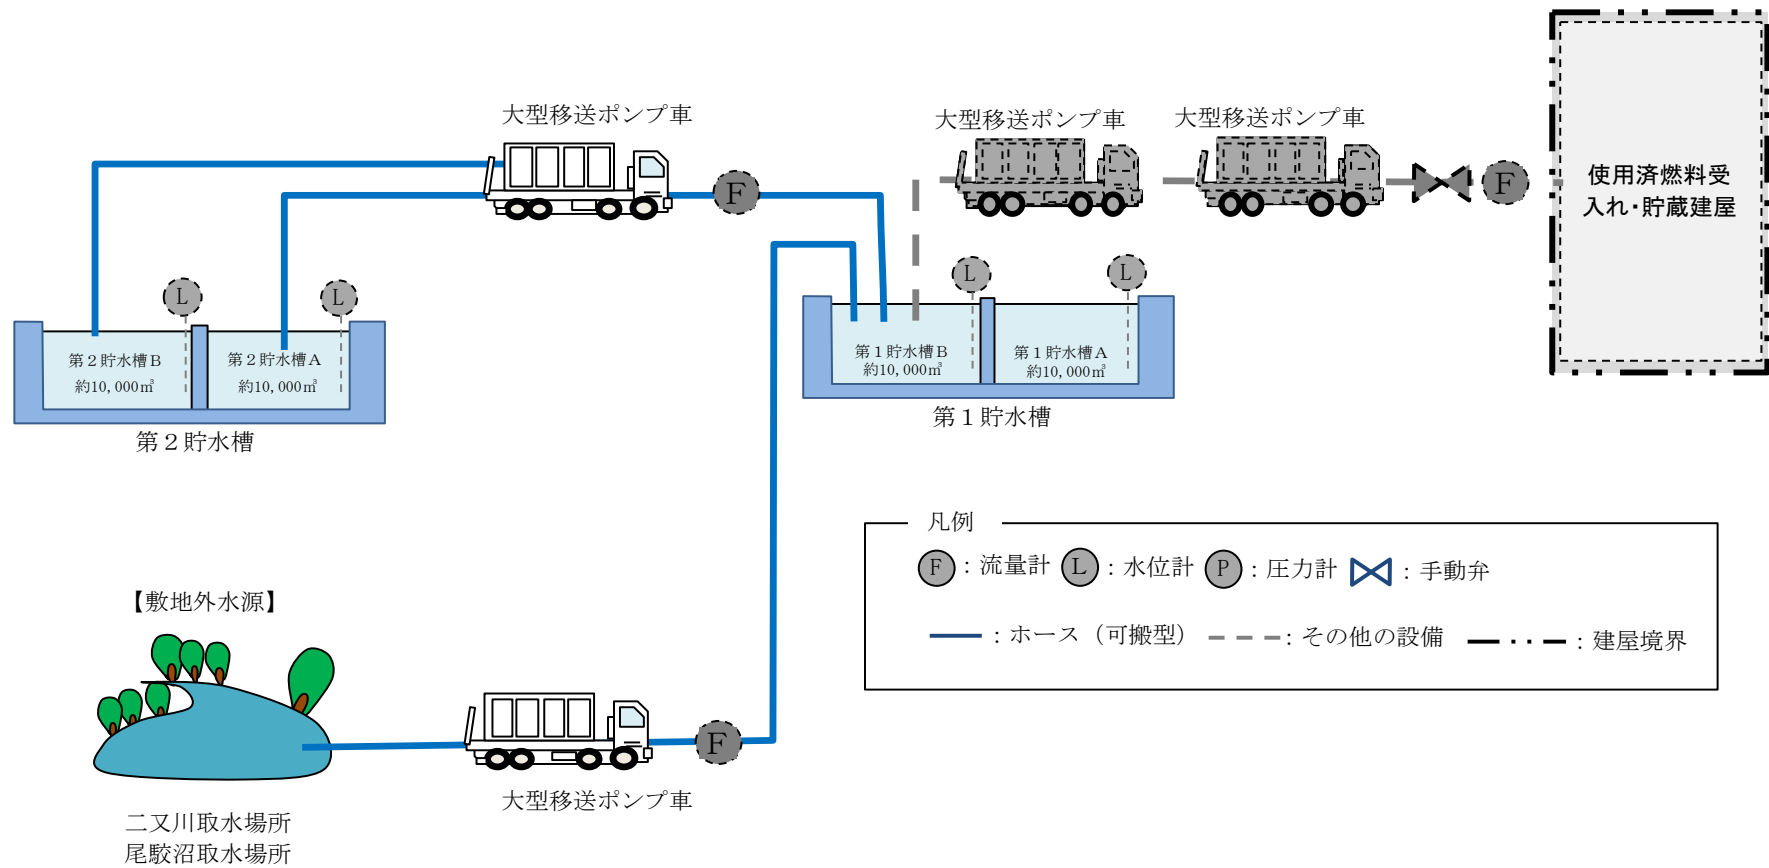 大型移送ポンプ車
大型移送ポンプ車
大型移送ポンプ車
F
F
使用済燃料受
入れ・貯蔵建屋
L
L
L
L
第2貯水槽B
約10,000㎥
第2貯水槽A
約10,000㎥
第2貯水槽
第1貯水槽B
約10,000㎥
第1貯水槽A
約10,000㎥
第1貯水槽
凡例
F:流量計
L:水位計
P:圧力計
:手動弁
:ホース(可搬型)
:その他の設備
:建屋境界
【敷地外水源】
F
大型移送ポンプ車
二又川取水場所
尾駮沼取水場所